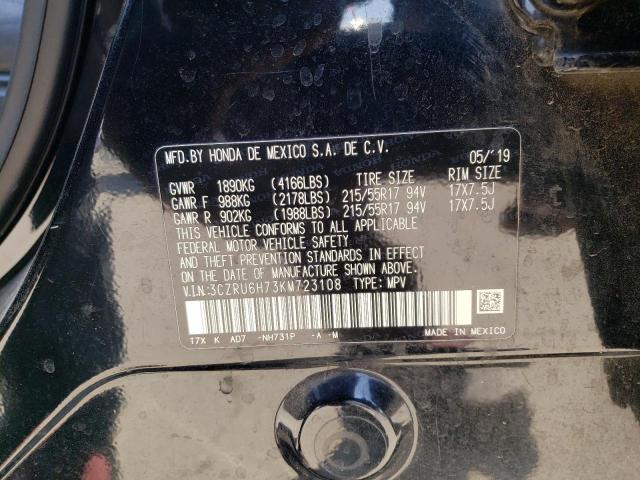 MFD.BY HONDA DE MEXICO S.A. DE C.V. 05/'19
GVWR 1890KG (4166LBS) TIRE SIZE RIM SIZE
GAWR F 988KG (2178LBS) 215/55R17 94V 17X7.5J
GAWR R 902KG (1988LBS) 215/55R17 94V 17X7.5J
THIS VEHICLE CONFORMS TO ALL APPLICABLE
FEDERAL MOTOR VEHICLE SAFETY AND
THEFT PREVENTION STANDARDS IN EFFECT
ON THE DATE OF MANUFACTURE SHOWN ABOVE.
V.I.N:3CZRU6H73KM723108 TYPE: MPV
T7X K AD7 -NH731P -A -M MADE IN MEXICO